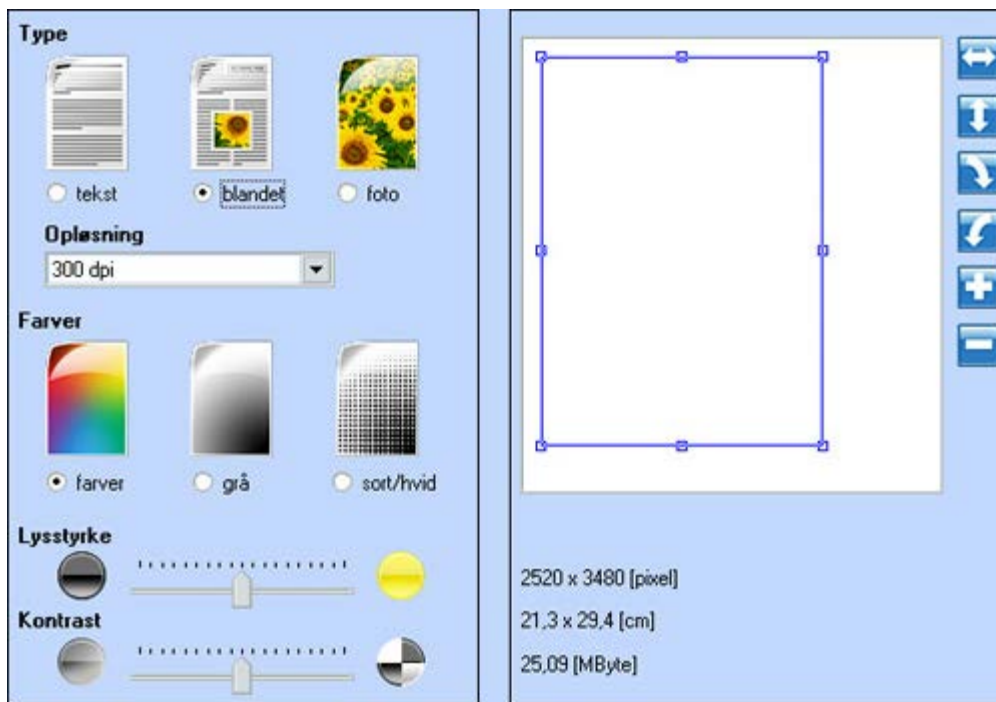 Type
tekst
blandet
foto
Opløsning
300 dpi
Farver
farver
grå
sort/hvid
Lysstyrke
Kontrast
2520 x 3480 [pixel]
21,3 x 29,4 [cm]
25,09 [MByte]